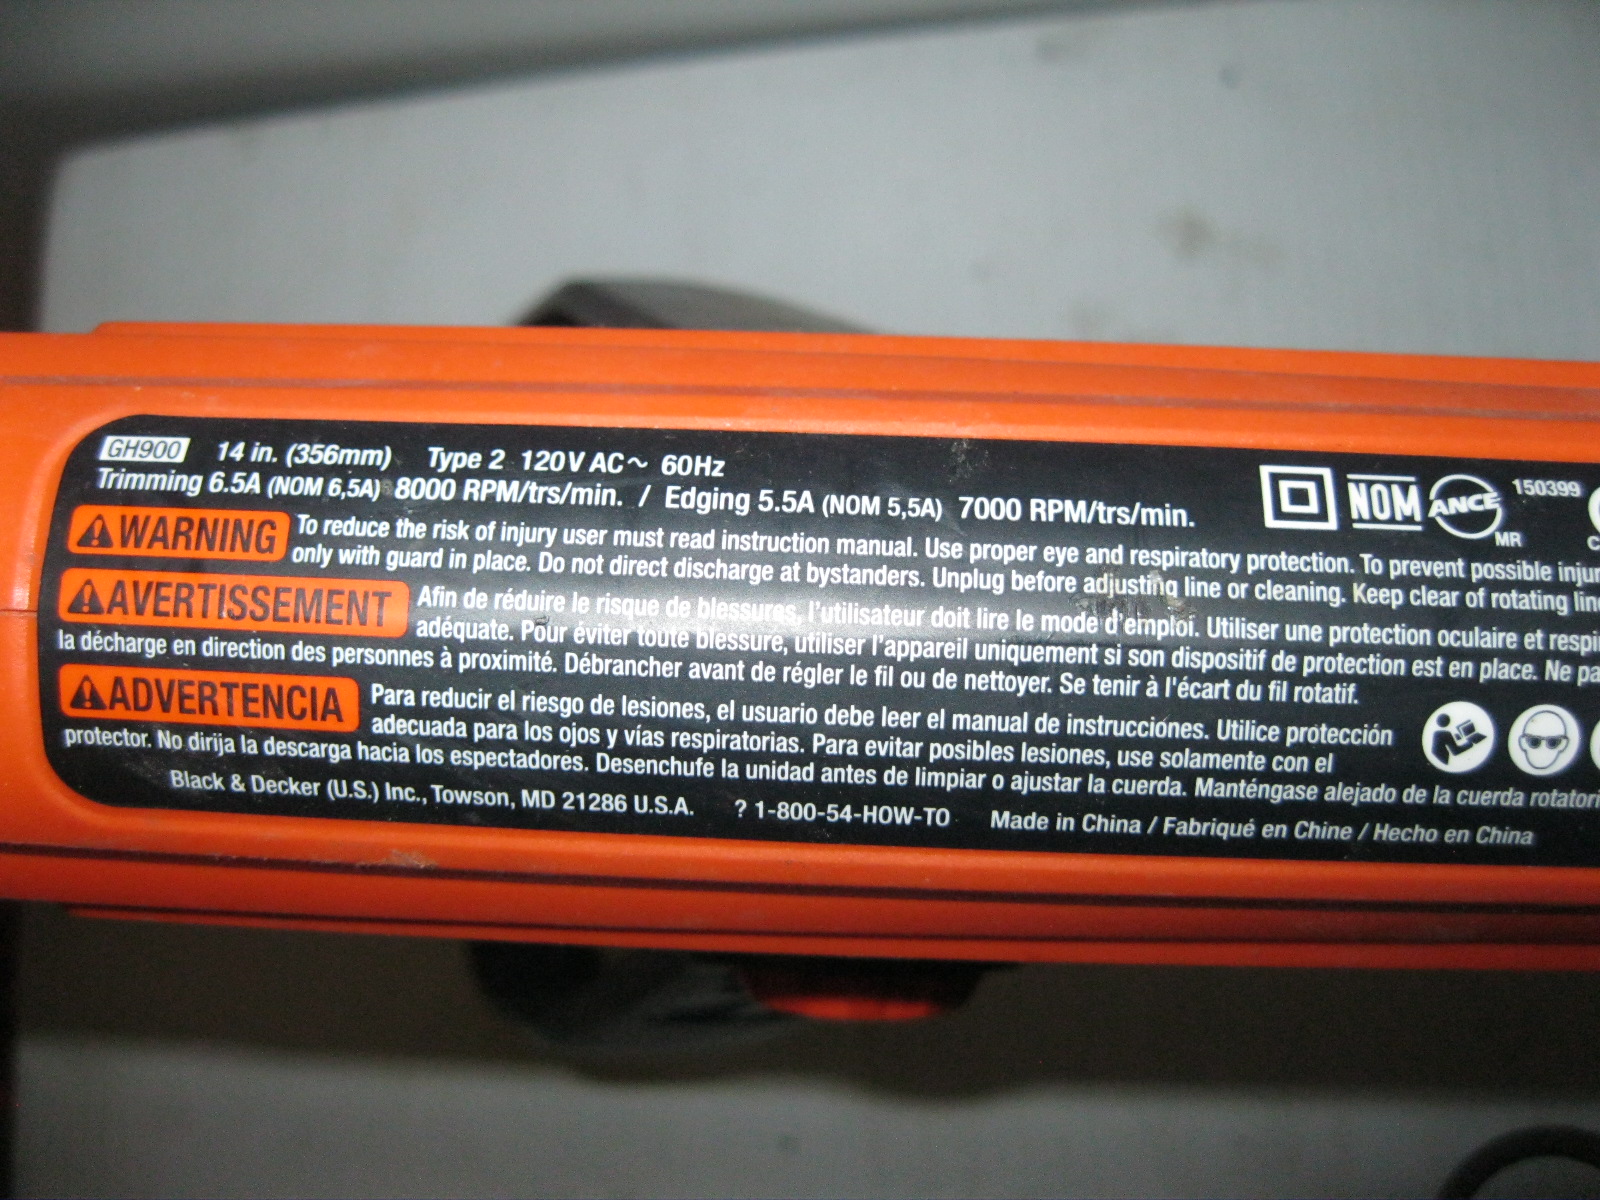 GH900 14 in. (356mm) Type 2 120V AC~ 60Hz
Trimming 6.5A (NOM 6,5A) 8000 RPM/trs/min. / Edging 5.5A (NOM 5,5A) 7000 RPM/trs/min.
NOM ANCE MR 150399
WARNING To reduce the risk of injury user must read instruction manual. Use proper eye and respiratory protection. To prevent possible injur
only with guard in place. Do not direct discharge at bystanders. Unplug before adjusting line or cleaning. Keep clear of rotating line
AVERTISSEMENT Afin de réduire le risque de blessures, l'utilisateur doit lire le mode d'emploi. Utiliser une protection oculaire et respi
adéquate. Pour éviter toute blessure, utiliser l'appareil uniquement si son dispositif de protection est en place. Ne pa
la décharge en direction des personnes à proximité. Débrancher avant de régler le fil ou de nettoyer. Se tenir à l'écart du fil rotatif.
ADVERTENCIA Para reducir el riesgo de lesiones, el usuario debe leer el manual de instrucciones. Utilice protección
adecuada para los ojos y vías respiratorias. Para evitar posibles lesiones, use solamente con el
protector. No dirija la descarga hacia los espectadores. Desenchufe la unidad antes de limpiar o ajustar la cuerda. Manténgase alejado de la cuerda rotatori
Black & Decker (U.S.) Inc., Towson, MD 21286 U.S.A. ? 1-800-54-HOW-TO Made in China / Fabriqué en Chine / Hecho en China